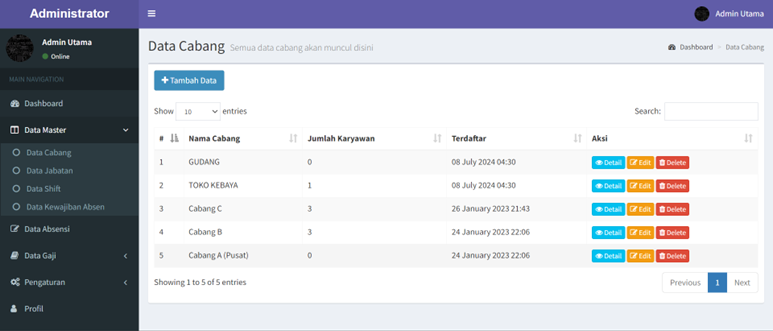 Administrator
Admin Utama
Admin Utama
Online
MAIN NAVIGATION
Dashboard
Data Master
Data Cabang
Data Jabatan
Data Shift
Data Kewajiban Absen
Data Absensi
Data Gaji
Pengaturan
Profil
Data Cabang Semua data cabang akan muncul disini
Dashboard > Data Cabang
Tambah Data
Show 10 entries Search:
# Nama Cabang Jumlah Karyawan Terdaftar Aksi
1 GUDANG 0 08 July 2024 04:30 Detail Edit Delete
2 TOKO KEBAYA 1 08 July 2024 04:30 Detail Edit Delete
3 Cabang C 3 26 January 2023 21:43 Detail Edit Delete
4 Cabang B 3 24 January 2023 22:06 Detail Edit Delete
5 Cabang A (Pusat) 0 24 January 2023 22:06 Detail Edit Delete
Showing 1 to 5 of 5 entries Previous 1 Next